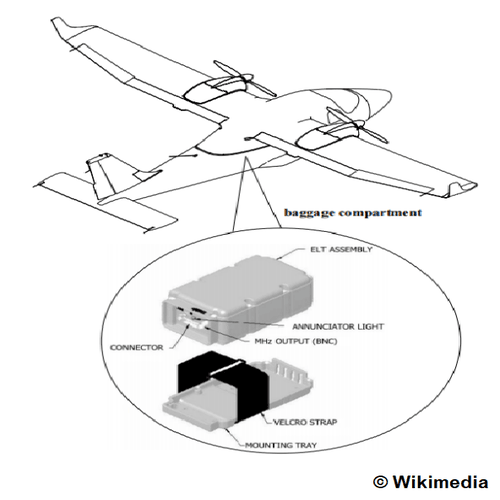 baggage compartment
ELT ASSEMBLY
ANNUNCIATOR LIGHT
CONNECTOR
MHz OUTPUT (BNC)
VELCRO STRAP
MOUNTING TRAY
© Wikimedia